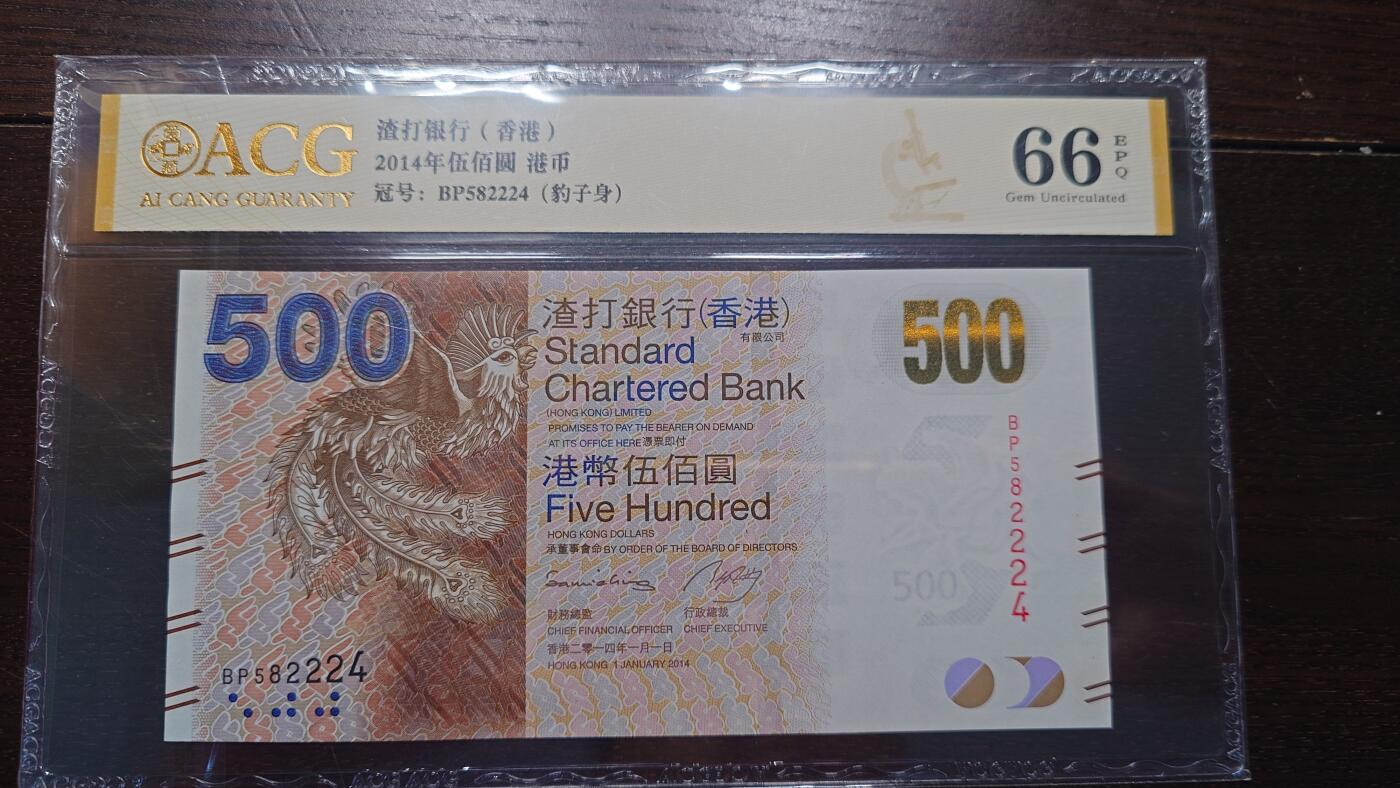 ACG
AI CANG GUARANTY
渣打银行（香港）
2014年伍佰圆 港币
冠号：BP582224（豹子身）
66
EPQ
Gem Uncirculated
500
渣打銀行(香港)
有限公司
Standard
Chartered Bank
(HONG KONG) LIMITED
PROMISES TO PAY THE BEARER ON DEMAND
AT ITS OFFICE HERE 憑票即付
港幣伍佰圓
Five Hundred
HONG KONG DOLLARS
承董事會命 BY ORDER OF THE BOARD OF DIRECTORS
財務總監
CHIEF FINANCIAL OFFICER
行政總裁
CHIEF EXECUTIVE
香港二零一四年一月一日
HONG KONG 1 JANUARY 2014
BP582224
500
BP582224
500